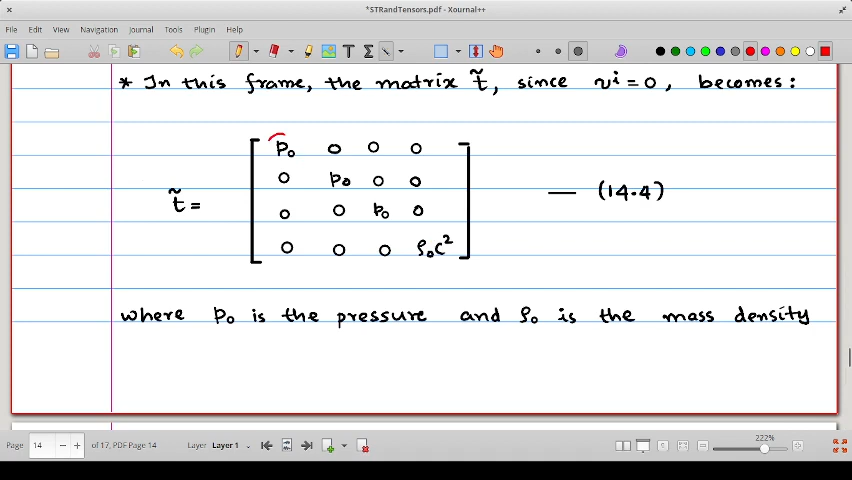 *STRandTensors.pdf - Xournal++
File Edit View Journal Tools Plugin Help
* In this frame, the matrix t̃, since vⁱ=0, becomes:
p₀ 0 0 0
0 p₀ 0 0
t̃ = — (14.4)
0 0 p₀ 0
0 0 0 ρ₀c²
where p₀ is the pressure and ρ₀ is the mass density
Page 14 of 17, PDF Page 14 Layer Layer 1 222%